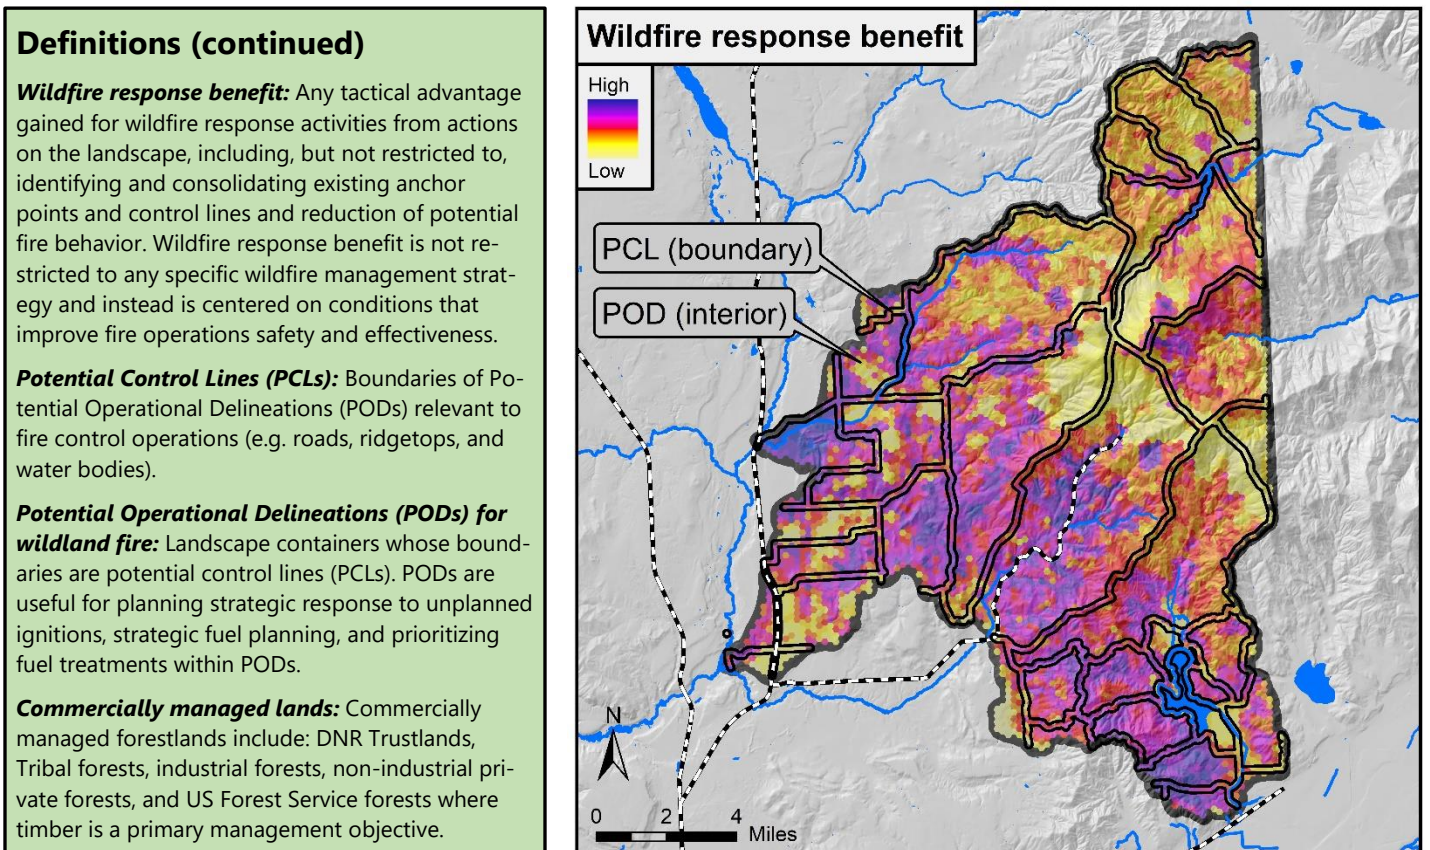 Definitions (continued)
Wildfire response benefit: Any tactical advantage
gained for wildfire response activities from actions
on the landscape, including, but not restricted to,
identifying and consolidating existing anchor
points and control lines and reduction of potential
fire behavior. Wildfire response benefit is not re-
stricted to any specific wildfire management strat-
egy and instead is centered on conditions that
improve fire operations safety and effectiveness.
Potential Control Lines (PCLs): Boundaries of Po-
tential Operational Delineations (PODs) relevant to
fire control operations (e.g. roads, ridgetops, and
water bodies).
Potential Operational Delineations (PODs) for
wildland fire: Landscape containers whose bound-
aries are potential control lines (PCLs). PODs are
useful for planning strategic response to unplanned
ignitions, strategic fuel planning, and prioritizing
fuel treatments within PODs.
Commercially managed lands: Commercially
managed forestlands include: DNR Trustlands,
Tribal forests, industrial forests, non-industrial pri-
vate forests, and US Forest Service forests where
timber is a primary management objective.
Wildfire response benefit
High
Low
PCL (boundary)
POD (interior)
N
0 2 4
Miles